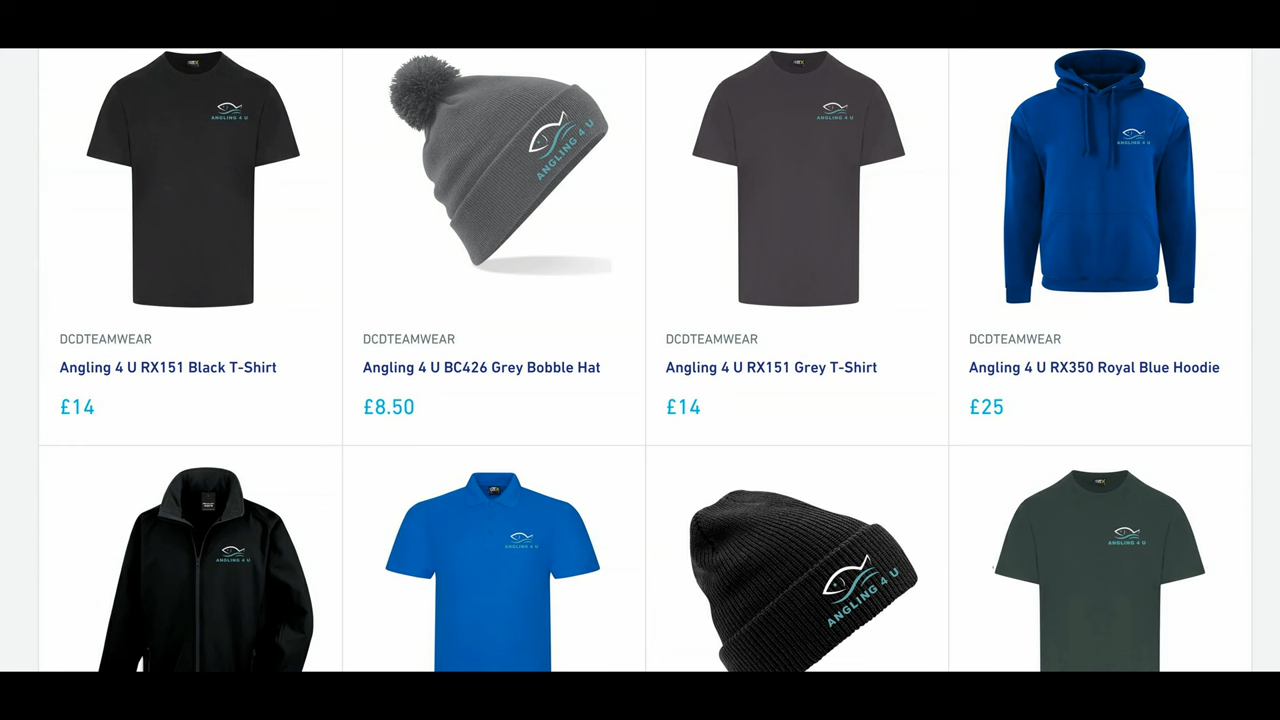 ANGLING 4 U
ANGLING 4 U
ANGLING 4 U
ANGLING 4 U
DCDTEAMWEAR
DCDTEAMWEAR
DCDTEAMWEAR
DCDTEAMWEAR
Angling 4 U RX151 Black T-Shirt
Angling 4 U BC426 Grey Bobble Hat
Angling 4 U RX151 Grey T-Shirt
Angling 4 U RX350 Royal Blue Hoodie
£14
£8.50
£14
£25
ANGLING 4 U
ANGLING 4 U
ANGLING 4 U
ANGLING 4 U